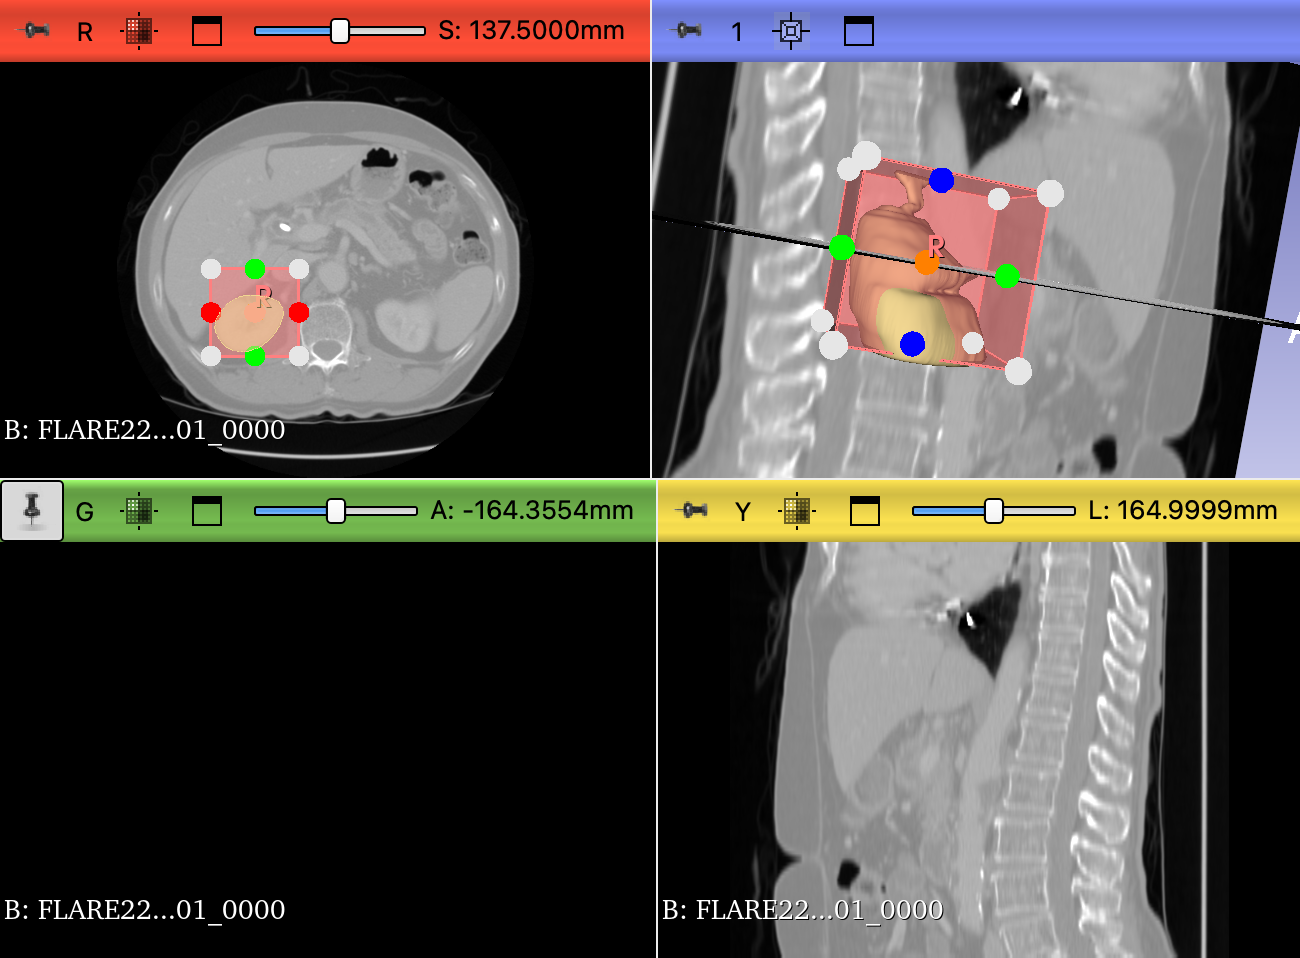 R S: 137.5000mm
1
R
R
B: FLARE22...01_0000
G A: -164.3554mm
Y L: 164.9999mm
B: FLARE22...01_0000
B: FLARE22...01_0000